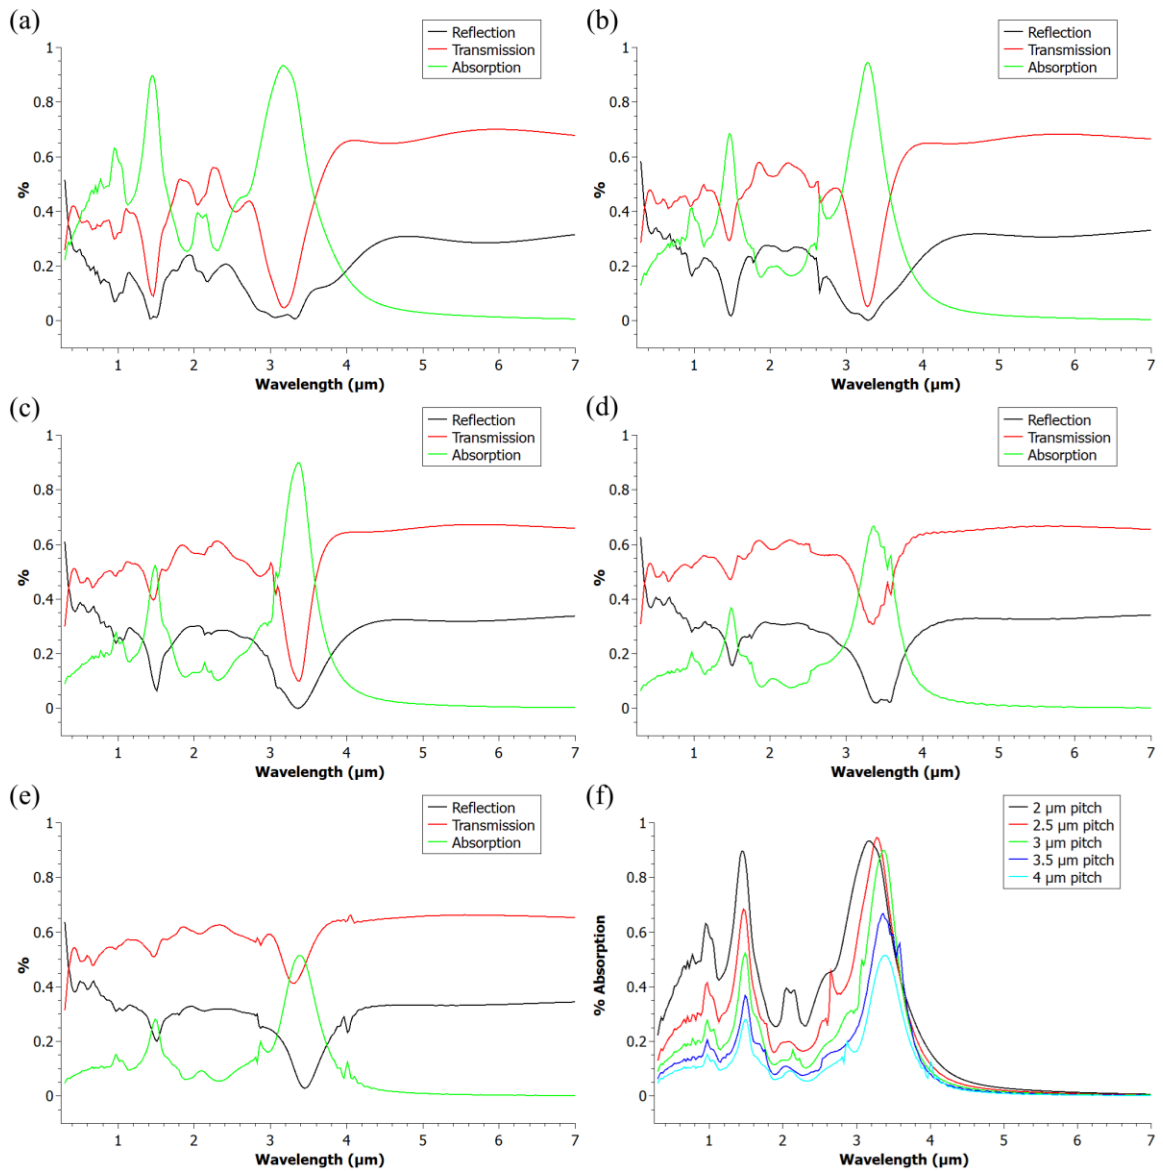 (a)
Reflection
Transmission
Absorption
1
0.8
0.6
0.4
0.2
0
%
1 2 3 4 5 6 7
Wavelength (µm)
(b)
Reflection
Transmission
Absorption
1
0.8
0.6
0.4
0.2
0
%
1 2 3 4 5 6 7
Wavelength (µm)
(c)
Reflection
Transmission
Absorption
1
0.8
0.6
0.4
0.2
0
%
1 2 3 4 5 6 7
Wavelength (µm)
(d)
Reflection
Transmission
Absorption
1
0.8
0.6
0.4
0.2
0
%
1 2 3 4 5 6 7
Wavelength (µm)
(e)
Reflection
Transmission
Absorption
1
0.8
0.6
0.4
0.2
0
%
1 2 3 4 5 6 7
Wavelength (µm)
(f)
2 µm pitch
2.5 µm pitch
3 µm pitch
3.5 µm pitch
4 µm pitch
1
0.8
0.6
0.4
0.2
0
% Absorption
1 2 3 4 5 6 7
Wavelength (µm)